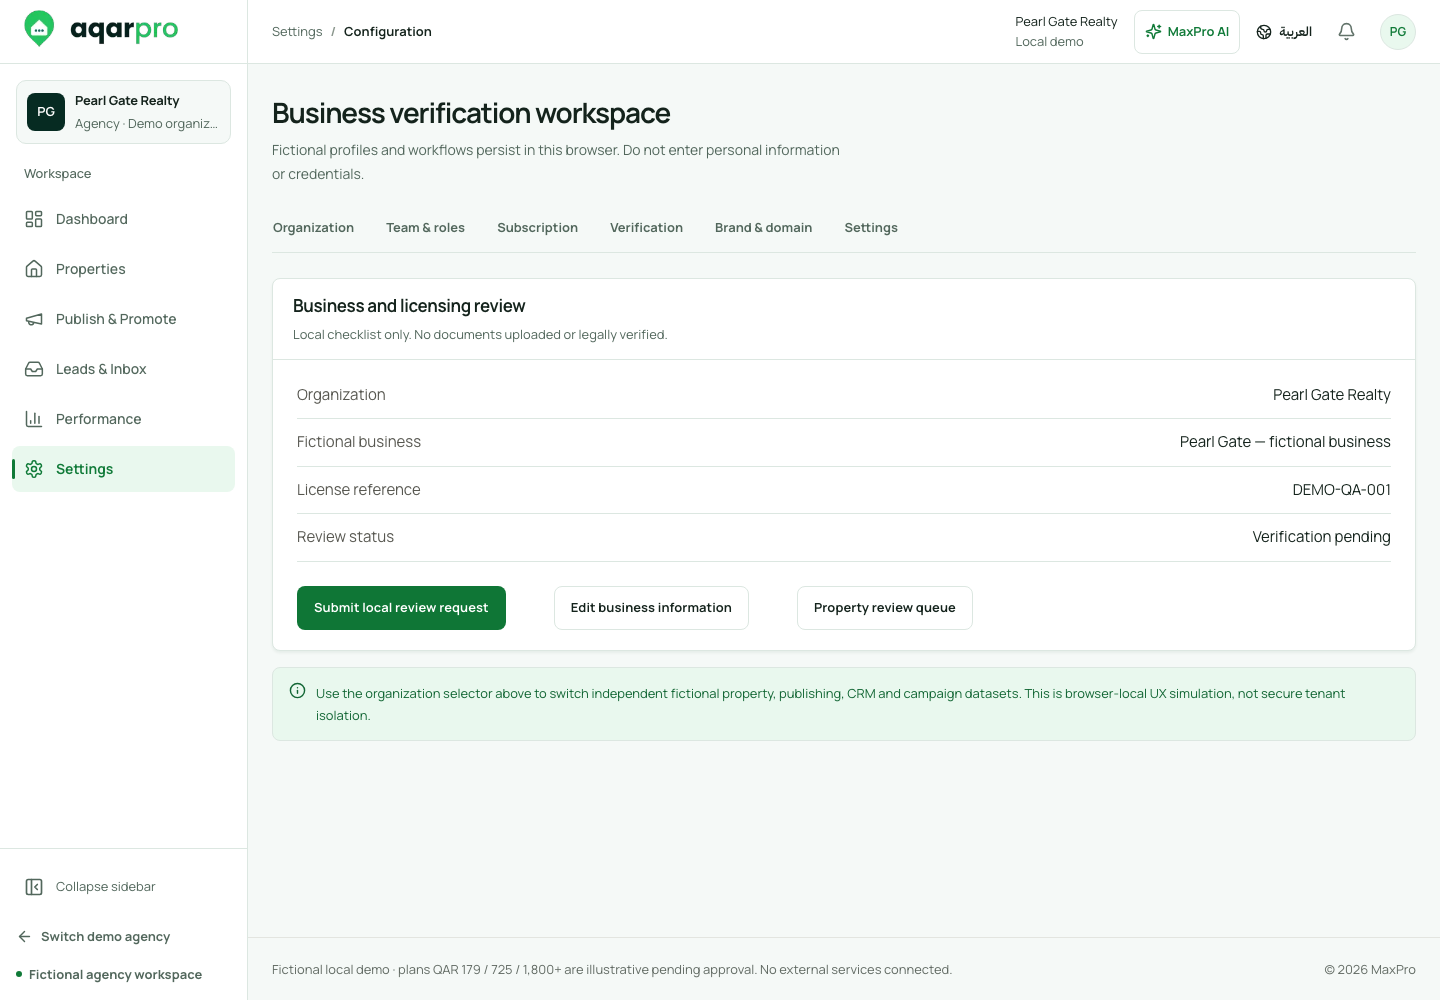 aqarpro
Settings / Configuration
Pearl Gate Realty
Local demo
MaxPro AI
العربية
PG
PG
Pearl Gate Realty
Agency · Demo organiz...
Workspace
Dashboard
Properties
Publish & Promote
Leads & Inbox
Performance
Settings
Collapse sidebar
Switch demo agency
Fictional agency workspace
Business verification workspace
Fictional profiles and workflows persist in this browser. Do not enter personal information
or credentials.
Organization Team & roles Subscription Verification Brand & domain Settings
Business and licensing review
Local checklist only. No documents uploaded or legally verified.
Organization Pearl Gate Realty
Fictional business Pearl Gate — fictional business
License reference DEMO-QA-001
Review status Verification pending
Submit local review request Edit business information Property review queue
Use the organization selector above to switch independent fictional property, publishing, CRM and campaign datasets. This is browser-local UX simulation, not secure tenant
isolation.
Fictional local demo · plans QAR 179 / 725 / 1,800+ are illustrative pending approval. No external services connected.
© 2026 MaxPro